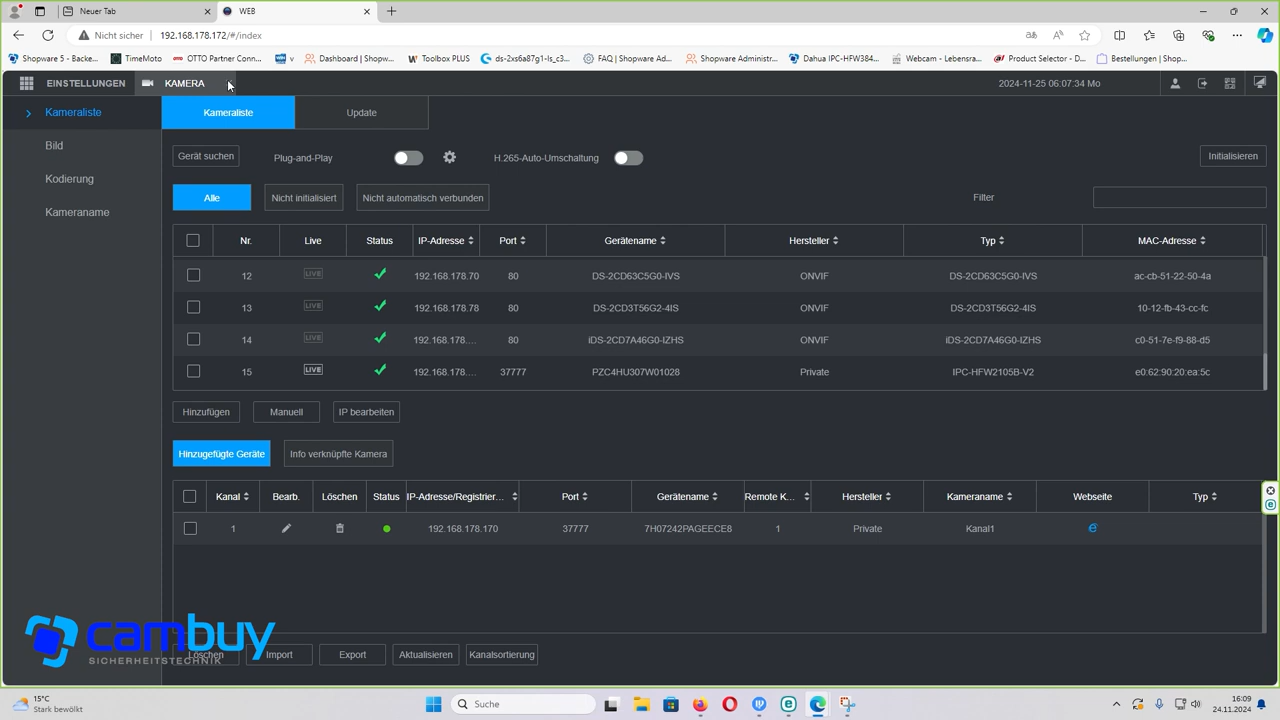 Neuer Tab
WEB
Nicht sicher
192.168.178.172/#/index
Shopware 5 - Backe...
TimeMoto
OTTO Partner Conn...
Dashboard | Shopw...
Toolbox PLUS
ds-2xs6a87g1-ls_c3...
FAQ | Shopware Ad...
Shopware Administr...
Dahua IPC-HFW384...
Webcam - Lebensra...
Product Selector - D...
Bestellungen | Shop...
EINSTELLUNGEN
KAMERA
2024-11-25 06:07:34 Mo
Kameraliste
Bild
Kodierung
Kameraname
Kameraliste
Update
Gerät suchen
Plug-and-Play
H.265-Auto-Umschaltung
Initialisieren
Alle
Nicht initialisiert
Nicht automatisch verbunden
Filter
Nr. Live Status IP-Adresse Port Gerätename Hersteller Typ MAC-Adresse
12 LIVE 192.168.178.70 80 DS-2CD63C5G0-IVS ONVIF DS-2CD63C5G0-IVS ac-cb-51-22-50-4a
13 LIVE 192.168.178.78 80 DS-2CD3T56G2-4IS ONVIF DS-2CD3T56G2-4IS 10-12-fb-43-cc-fc
14 LIVE 192.168.178.... 80 iDS-2CD7A46G0-IZHS ONVIF iDS-2CD7A46G0-IZHS c0-51-7e-f9-88-d5
15 LIVE 192.168.178.... 37777 PZC4HU307W01028 Private IPC-HFW2105B-V2 e0:62:90:20:ea:5c
Hinzufügen
Manuell
IP bearbeiten
Hinzugefügte Geräte
Info verknüpfte Kamera
Kanal Bearb. Löschen Status IP-Adresse/Registrier... Port Gerätename Remote K... Hersteller Kameraname Webseite Typ
1 192.168.178.170 37777 7H07242PAGEECE8 1 Private Kanal1
Löschen
Import
Export
Aktualisieren
Kanalsortierung
cambuy
SICHERHEITSTECHNIK
15°C
Stark bewölkt
Suche
16:09
24.11.2024